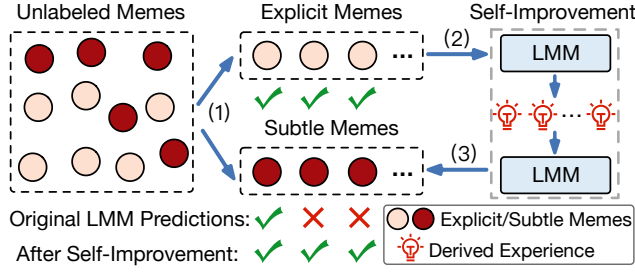 Unlabeled Memes
Explicit Memes
Self-Improvement
(1)
(2)
LMM
...
...
Subtle Memes
(3)
...
LMM
Original LMM Predictions:
After Self-Improvement:
Explicit/Subtle Memes
Derived Experience